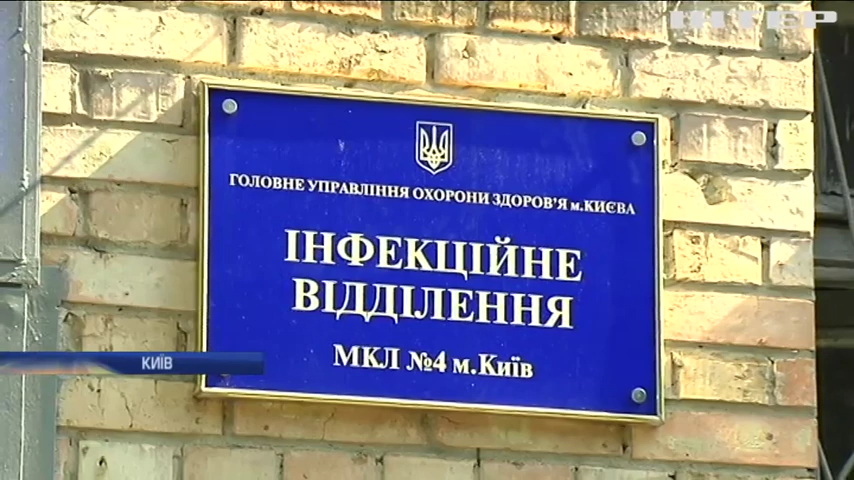 ІНТЕР
ГОЛОВНЕ УПРАВЛІННЯ ОХОРОНИ ЗДОРОВ'Я м. КИЄВА
ІНФЕКЦІЙНЕ
ВІДДІЛЕННЯ
МКЛ №4 м.Київ
КИЇВ